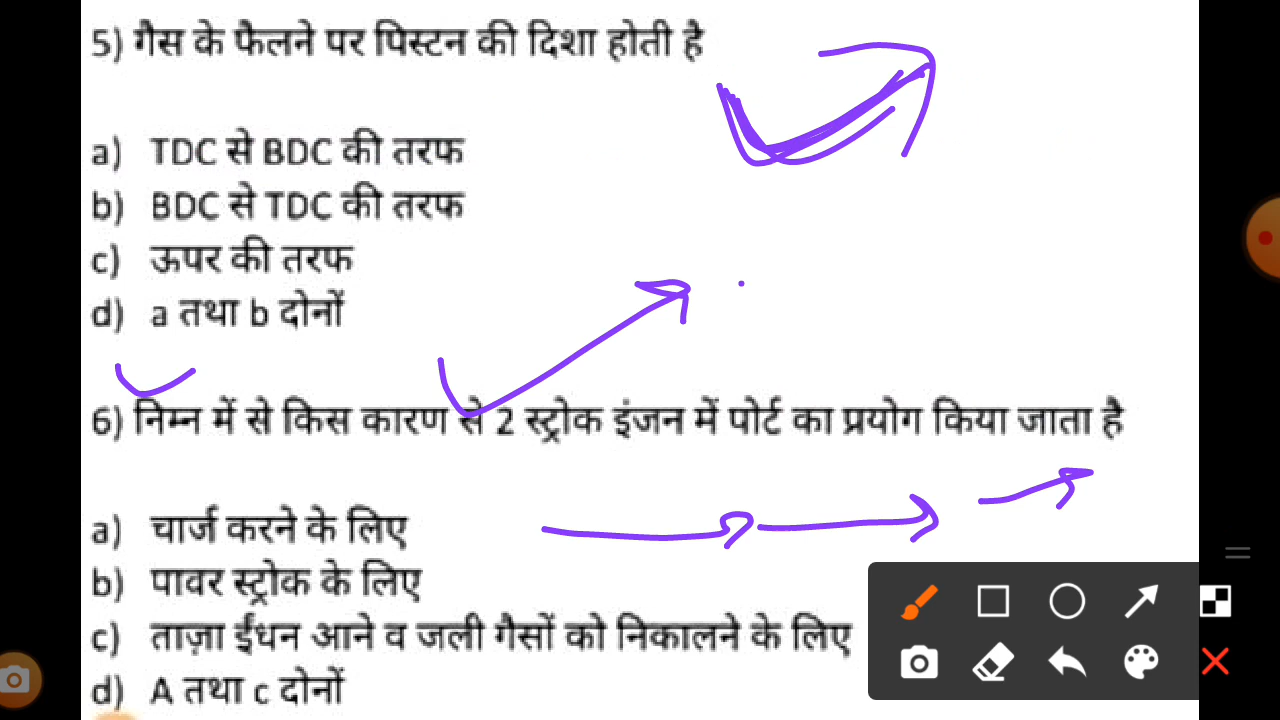 5) गैस के फैलने पर पिस्टन की दिशा होती है
a) TDC से BDC की तरफ
b) BDC से TDC की तरफ
c) ऊपर की तरफ
d) a तथा b दोनों
6) निम्न में से किस कारण से 2 स्ट्रोक इंजन में पोर्ट का प्रयोग किया जाता है
a) चार्ज करने के लिए
b) पावर स्ट्रोक के लिए
c) ताज़ा ईंधन आने व जली गैसों को निकालने के लिए
d) A तथा c दोनों